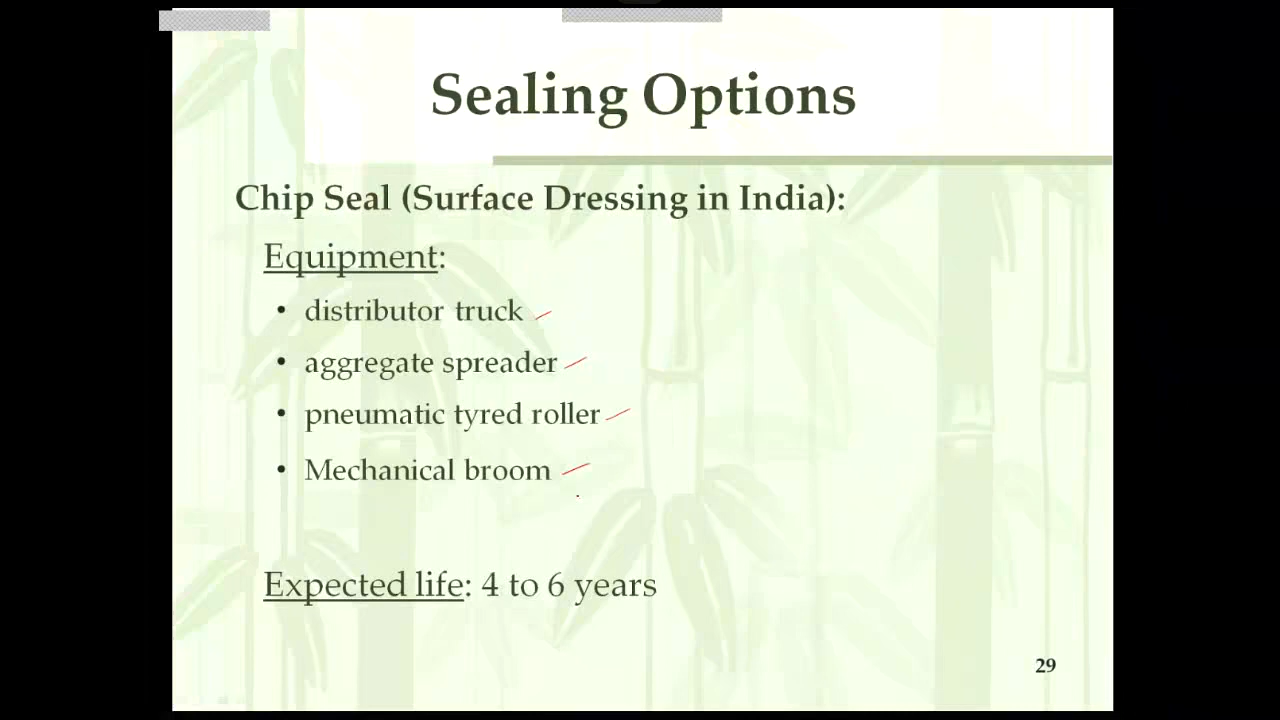 Sealing Options
Chip Seal (Surface Dressing in India):
Equipment:
• distributor truck
• aggregate spreader
• pneumatic tyred roller
• Mechanical broom
Expected life: 4 to 6 years
29